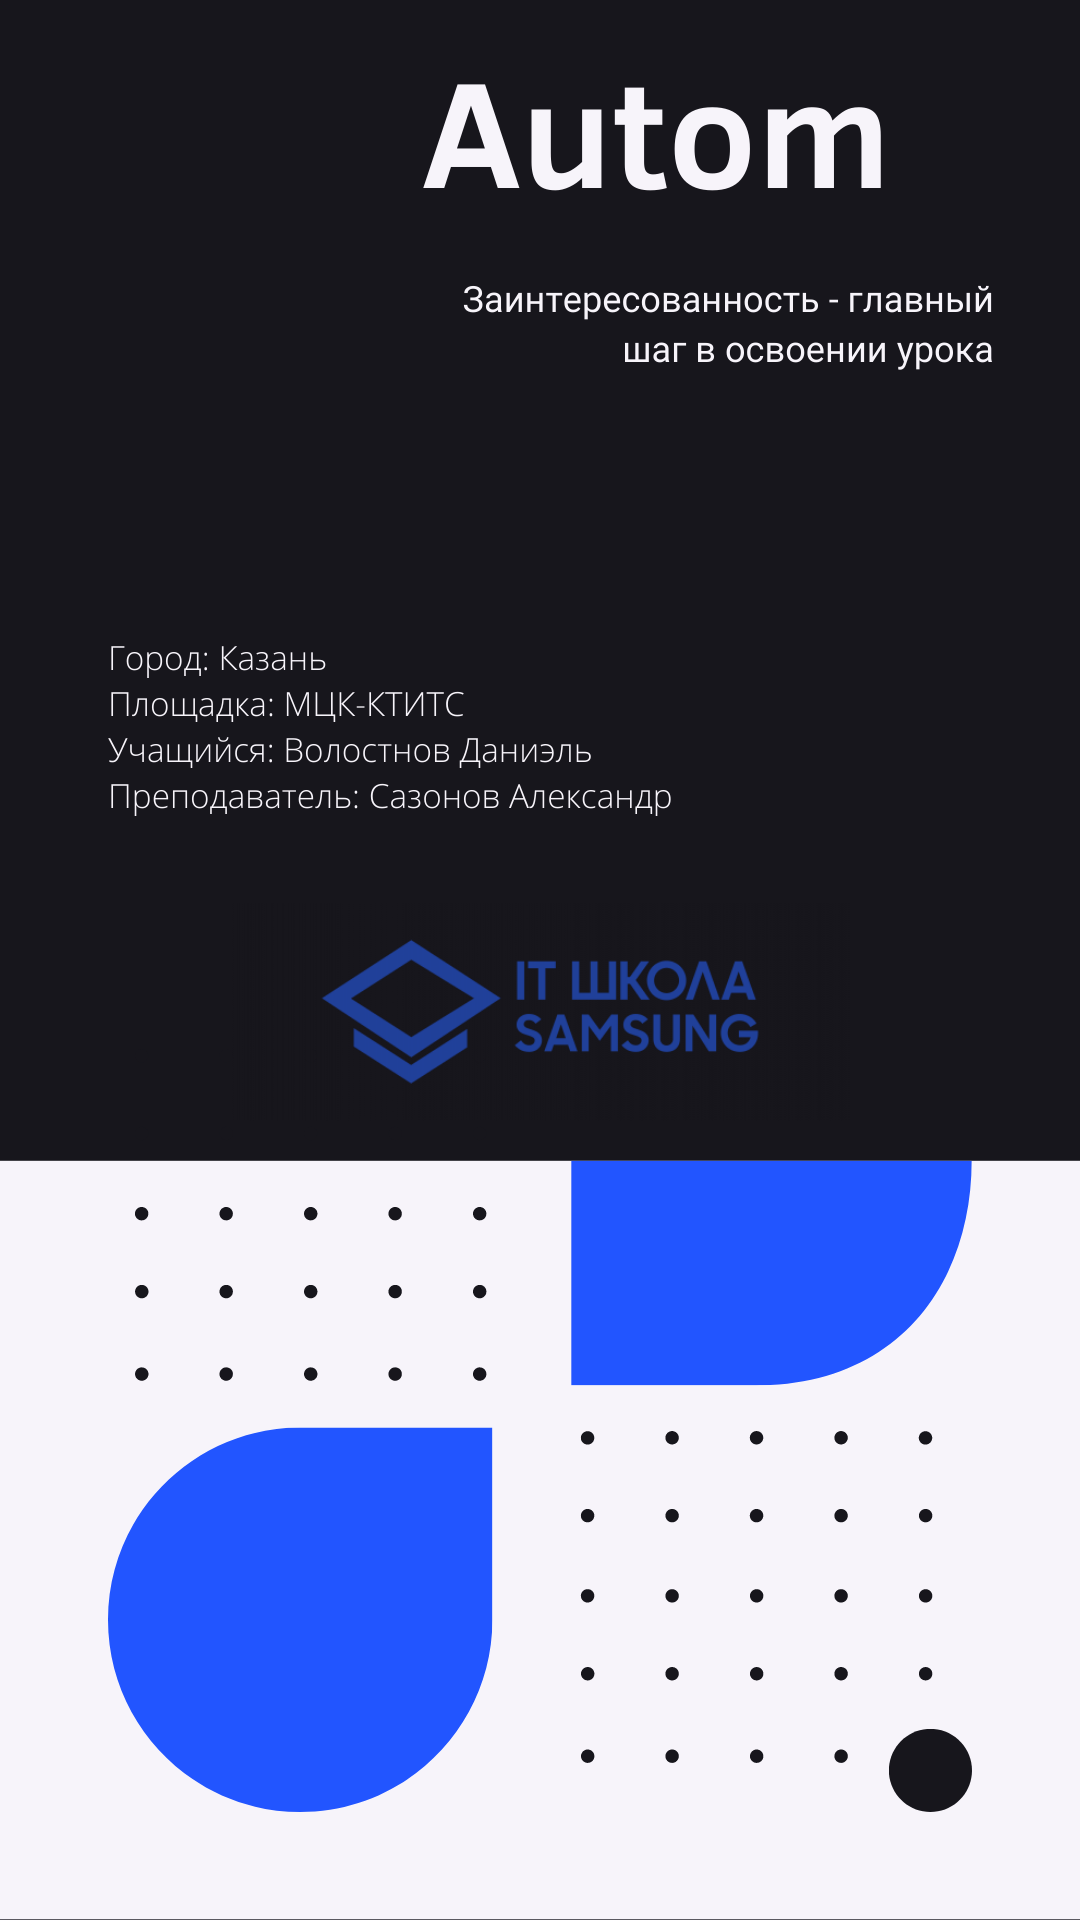 Autom
Заинтересованность - главный
шаг в освоении урока
Город: Казань
Площадка: МЦК-КТИТС
Учащийся: Волостнов Даниэль
Преподаватель: Сазонов Александр
IT ШКОЛА
SAMSUNG